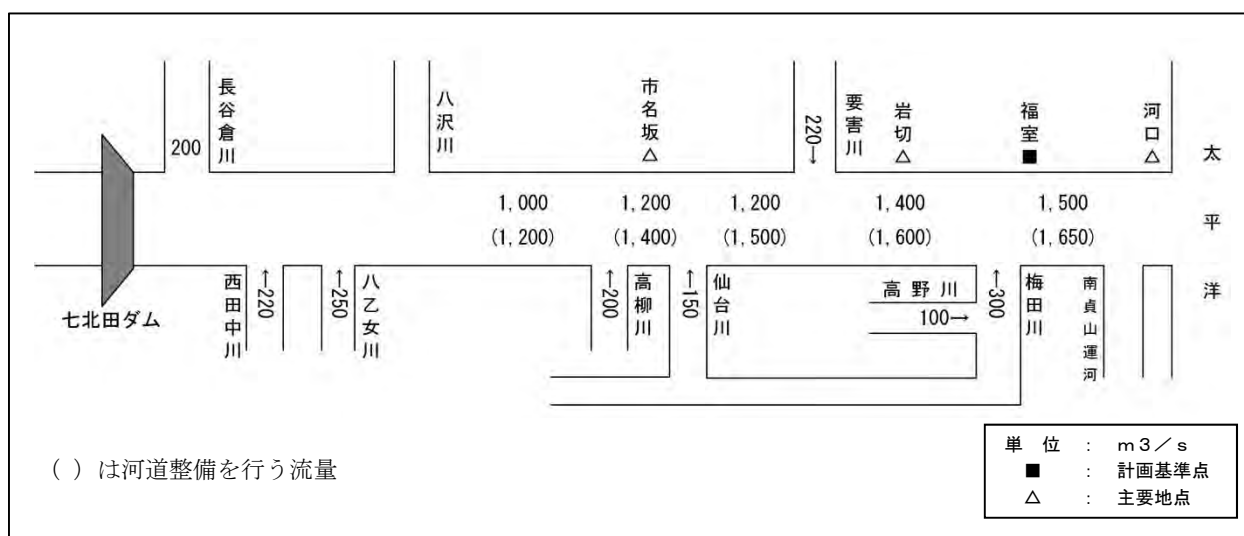 長谷倉川
200
八沢川
市名坂
△
220→
要害川
岩切
△
福室
■
河口
△
太平洋
1,000
(1,200)
1,200
(1,400)
1,200
(1,500)
1,400
(1,600)
1,500
(1,650)
七北田ダム
西田中川
←220
←250
八乙女川
←200
高柳川
←150
仙台川
高野川
100→
←300
梅田川
南貞山運河
( )は河道整備を行う流量
単位 : m3/s
■ : 計画基準点
△ : 主要地点